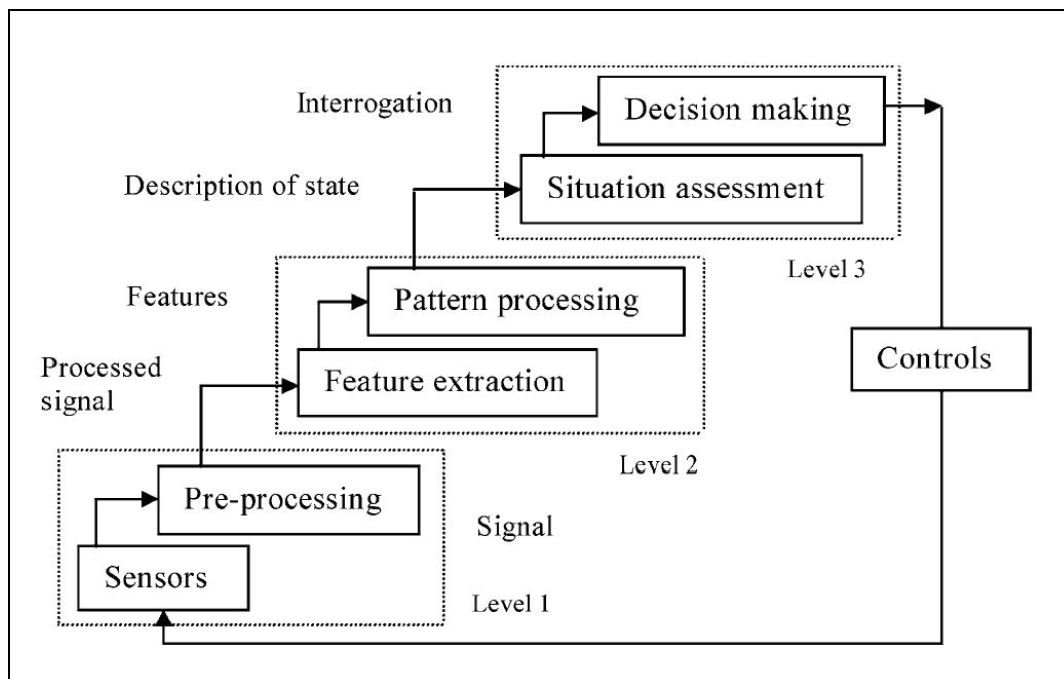 Interrogation
Decision making
Description of state
Situation assessment
Level 3
Features
Pattern processing
Controls
Processed
signal
Feature extraction
Level 2
Pre-processing
Signal
Sensors
Level 1